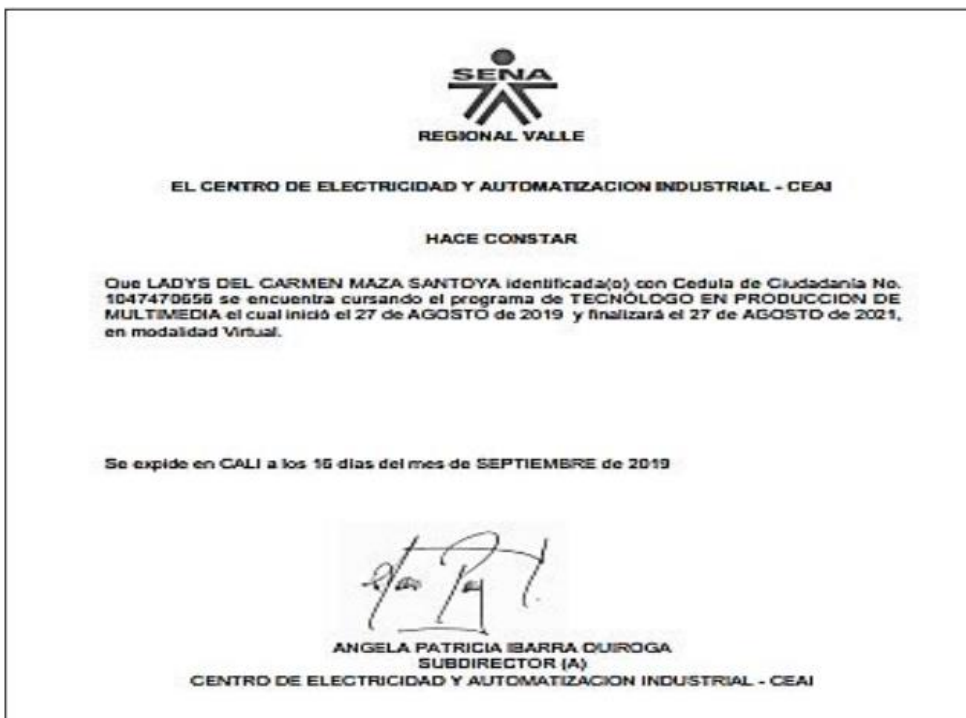 SENA
REGIONAL VALLE
EL CENTRO DE ELECTRICIDAD Y AUTOMATIZACION INDUSTRIAL - CEAI
HACE CONSTAR
Que LADYS DEL CARMEN MAZA SANTOYA identificada(o) con Cedula de Ciudadania No.
1047470656 se encuentra cursando el programa de TECNÓLOGO EN PRODUCCION DE
MULTIMEDIA el cual inició el 27 de AGOSTO de 2019 y finalizará el 27 de AGOSTO de 2021,
en modalidad Virtual.
Se expide en CALI a los 16 dias del mes de SEPTIEMBRE de 2019
ANGELA PATRICIA IBARRA QUIROGA
SUBDIRECTOR (A)
CENTRO DE ELECTRICIDAD Y AUTOMATIZACION INDUSTRIAL - CEAI